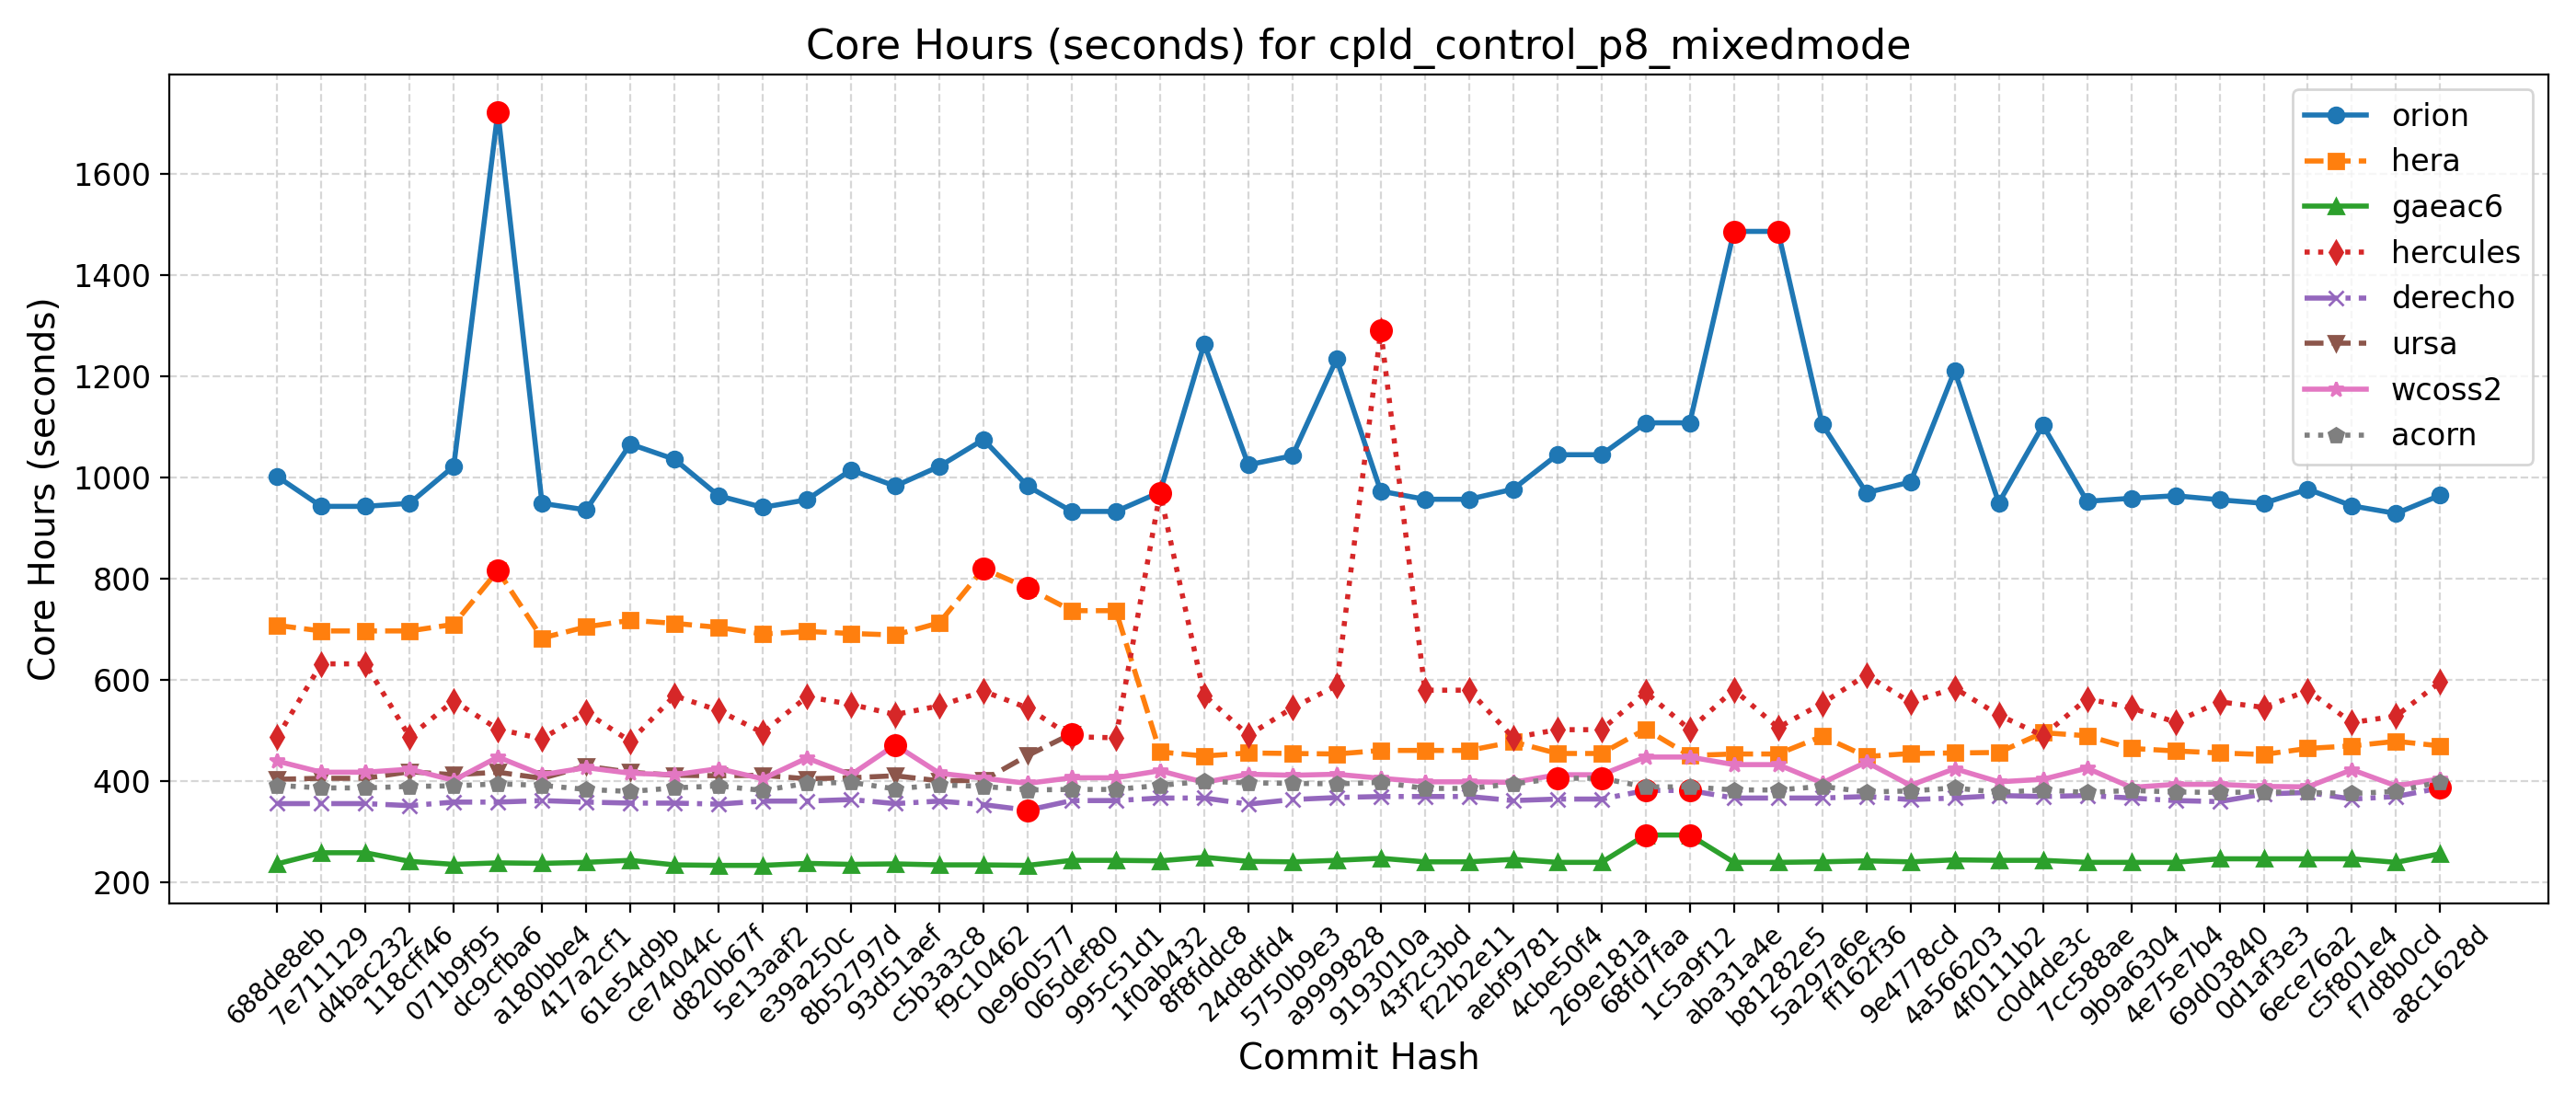 Core Hours (seconds) for cpld_control_p8_mixedmode
Core Hours (seconds)
1600
1400
1200
1000
800
600
400
200
orion
hera
gaeac6
hercules
derecho
ursa
wcoss2
acorn
688de8eb
7e711129
d4bac232
118cff46
071b9f95
dc9cfba6
a180bbe4
417a2cf1
61e54d9b
ce74044c
d820b67f
5e13aaf2
e39a250c
8b52797d
93d51aef
c5b3a3c8
f9c10462
0e960577
065def80
995c51d1
1f0ab432
8f8fddc8
24d8dfd4
5750b9e3
a9999828
9193010a
43f2c3bd
f22b2e11
aebf9781
4cbe50f4
269e181a
68fd7faa
1c5a9f12
aba31a4e
b81282e5
5a297a6e
ff162f36
9e4778cd
4a566203
4f0111b2
c0d4de3c
7cc588ae
9b9a6304
4e75e7b4
69d03840
0d1af3e3
6ece76a2
c5f801e4
f7d8b0cd
a8c1628d
Commit Hash